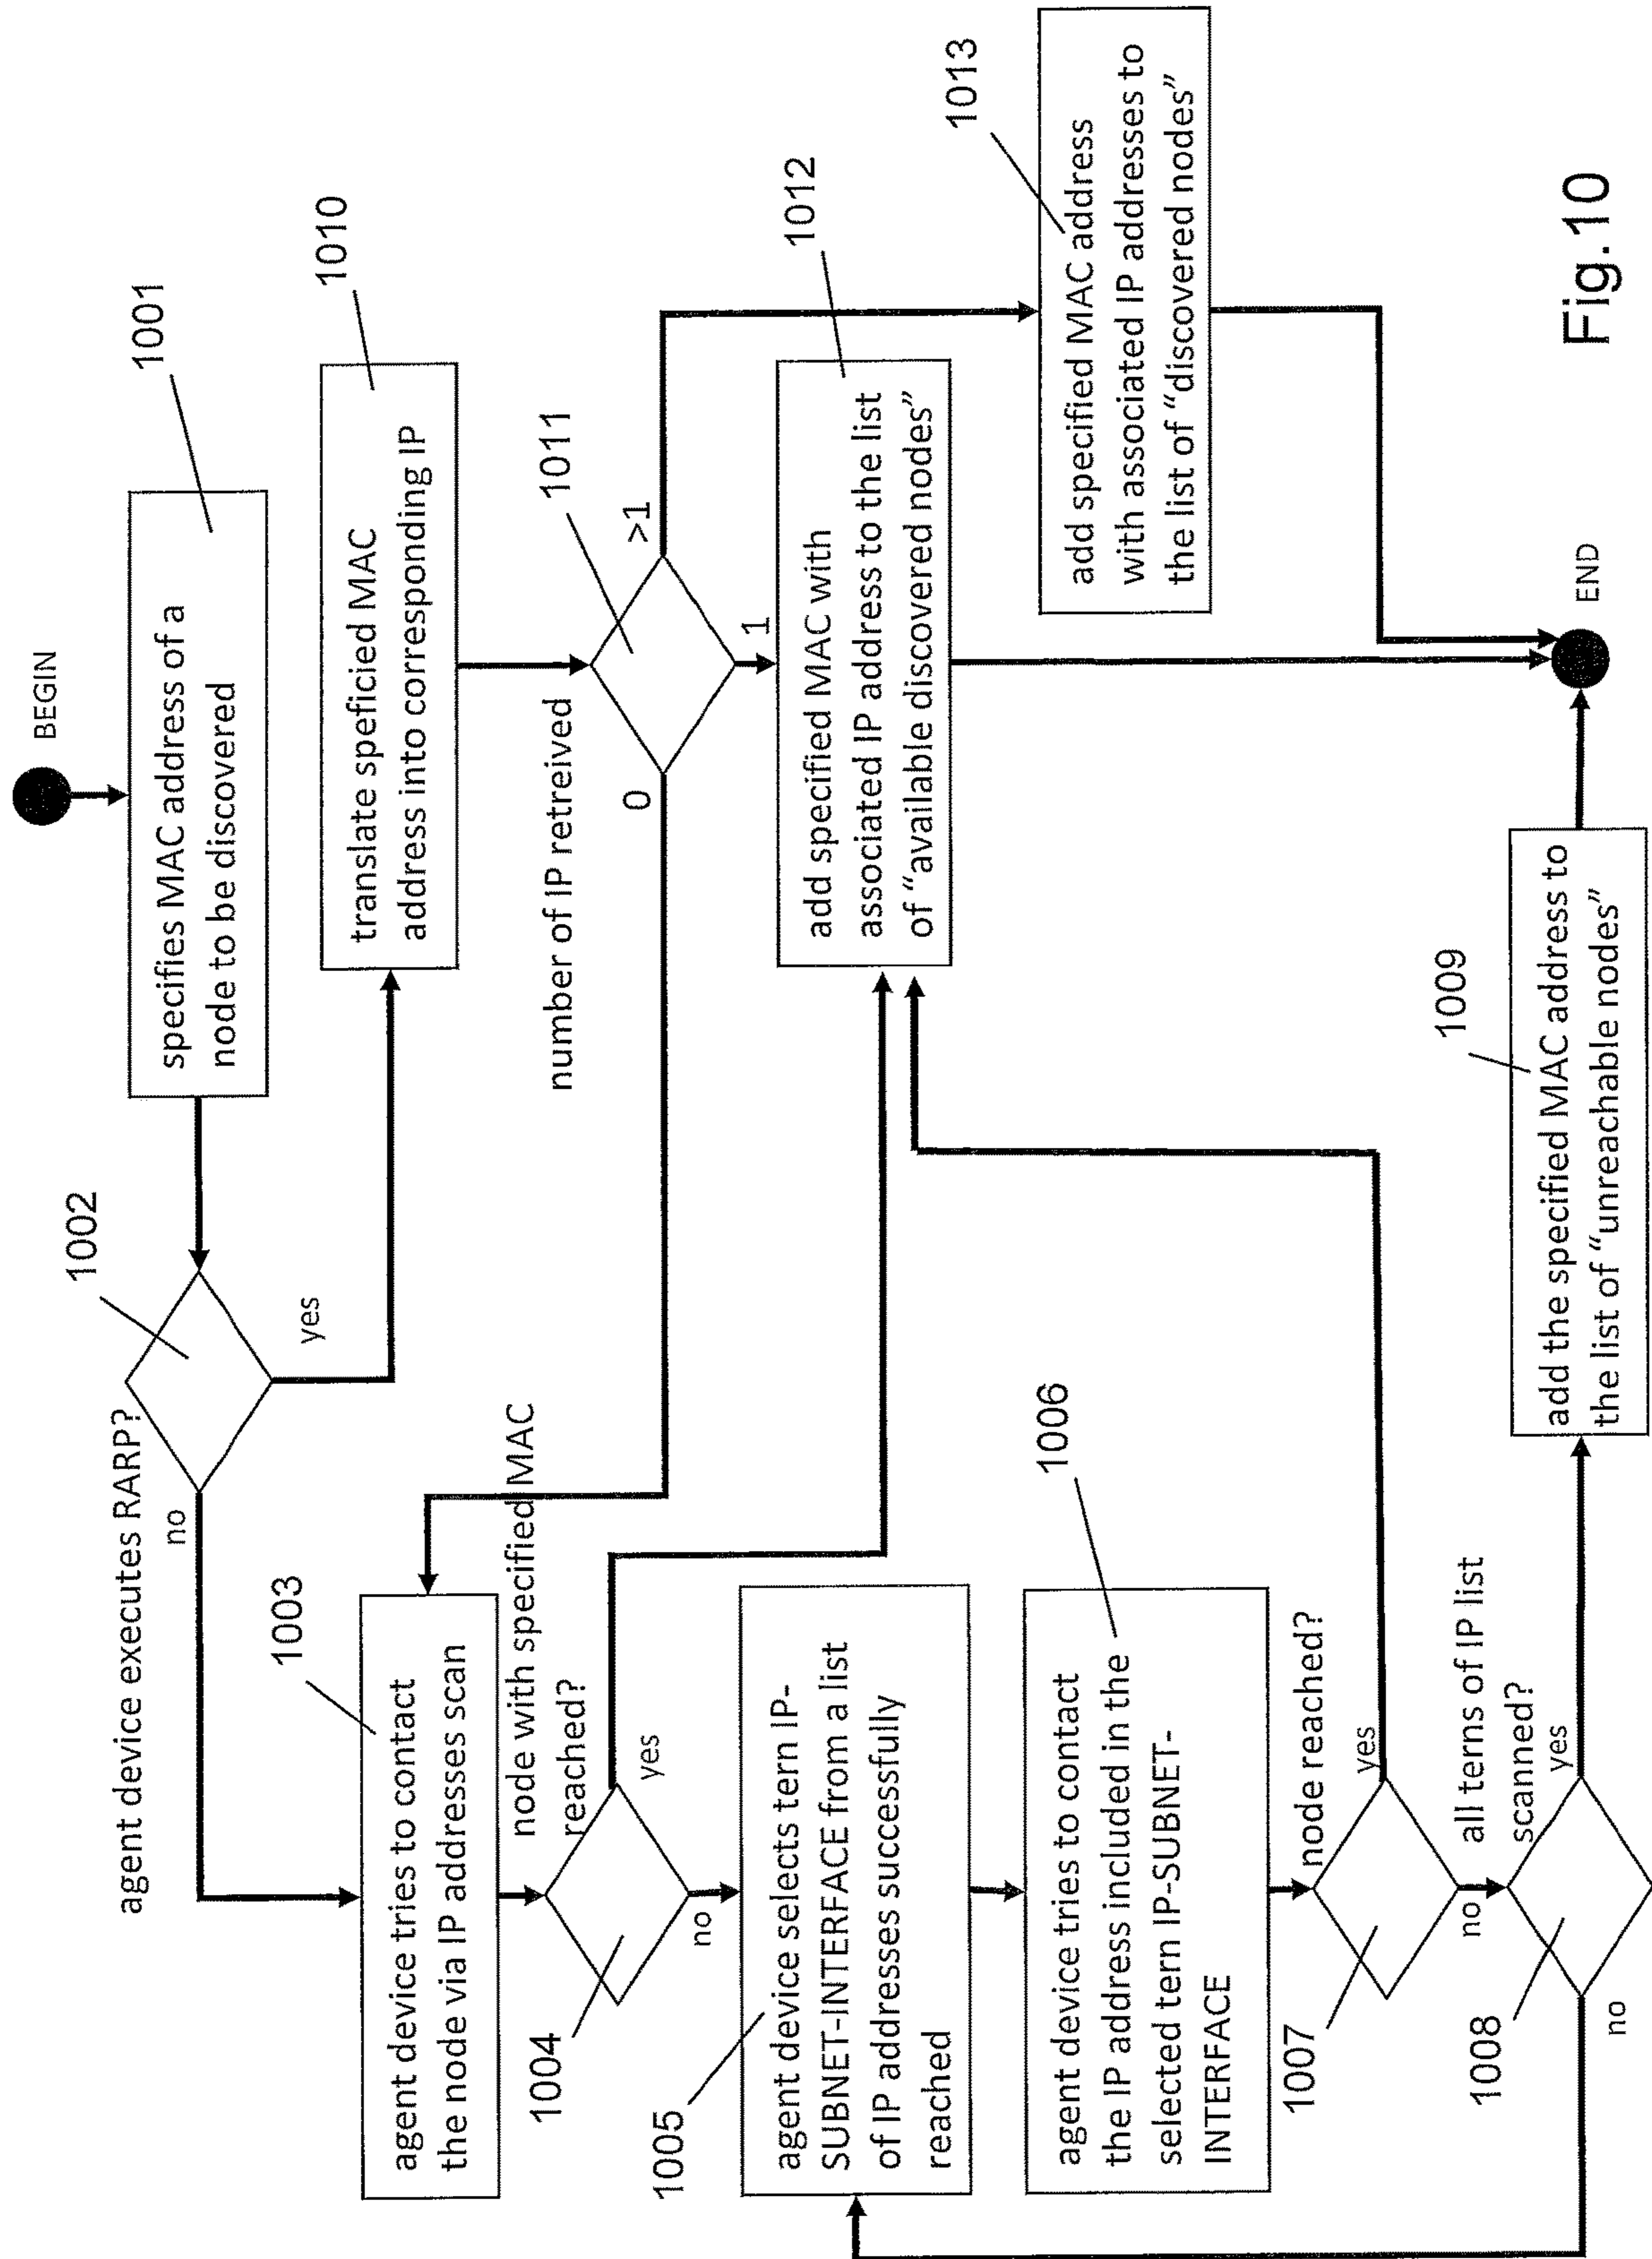 BEGIN
1001
specifies MAC address of a
node to be discovered
1002
agent device executes RARP?
yes
no
1010
translate speficied MAC
address into corresponding IP
number of IP retreived
1011
0
1
>1
1003
agent device tries to contact
the node via IP addresses scan
node with specified MAC
reached?
1004
yes
no
1012
add specified MAC with
associated IP address to the list
of “available discovered nodes”
1013
add specified MAC address
with associated IP addresses to
the list of “discovered nodes”
1005
agent device selects tern IP-
SUBNET-INTERFACE from a list
of IP addresses successfully
reached
1006
agent device tries to contact
the IP address included in the
selected tern IP-SUBNET-
INTERFACE
node reached?
1007
yes
no
all terns of IP list
scanned?
1008
yes
no
1009
add the specified MAC address to
the list of “unreachable nodes”
END
Fig.10